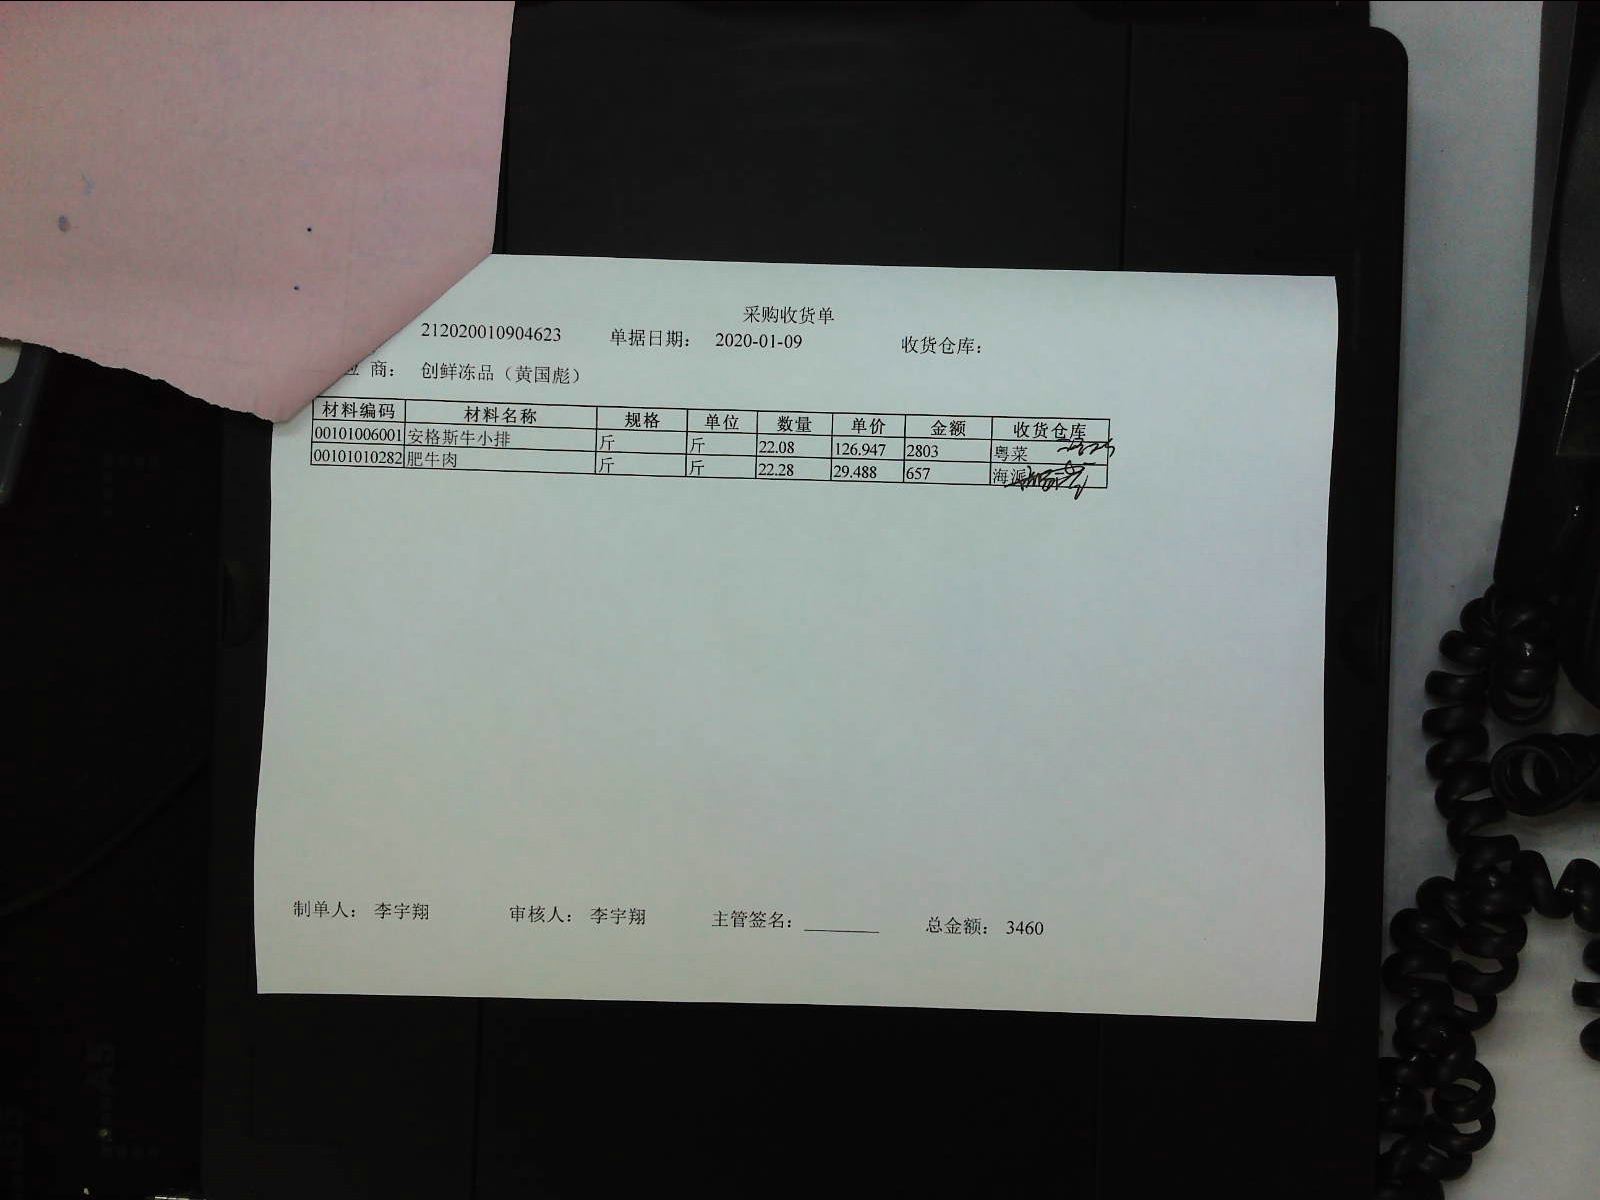 采购收货单
212020010904623 单据日期： 2020-01-09 收货仓库：
应 商： 创鲜冻品（黄国彪）
材料编码 材料名称 规格 单位 数量 单价 金额 收货仓库
00101006001 安格斯牛小排 斤 斤 22.08 126.947 2803 粤菜
00101010282 肥牛肉 斤 斤 22.28 29.488 657 海派
制单人： 李宇翔 审核人： 李宇翔 主管签名： 总金额： 3460